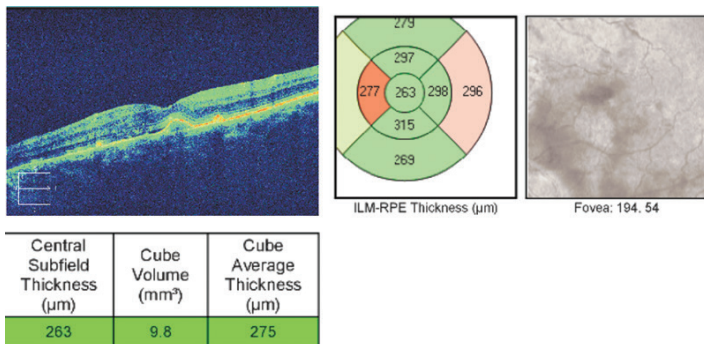 279
297
277
263
298
296
315
269
ILM-RPE Thickness (µm)
Fovea: 194, 54
Central
Subfield
Thickness
(µm)
Cube
Volume
(mm³)
Cube
Average
Thickness
(µm)
263
9.8
275